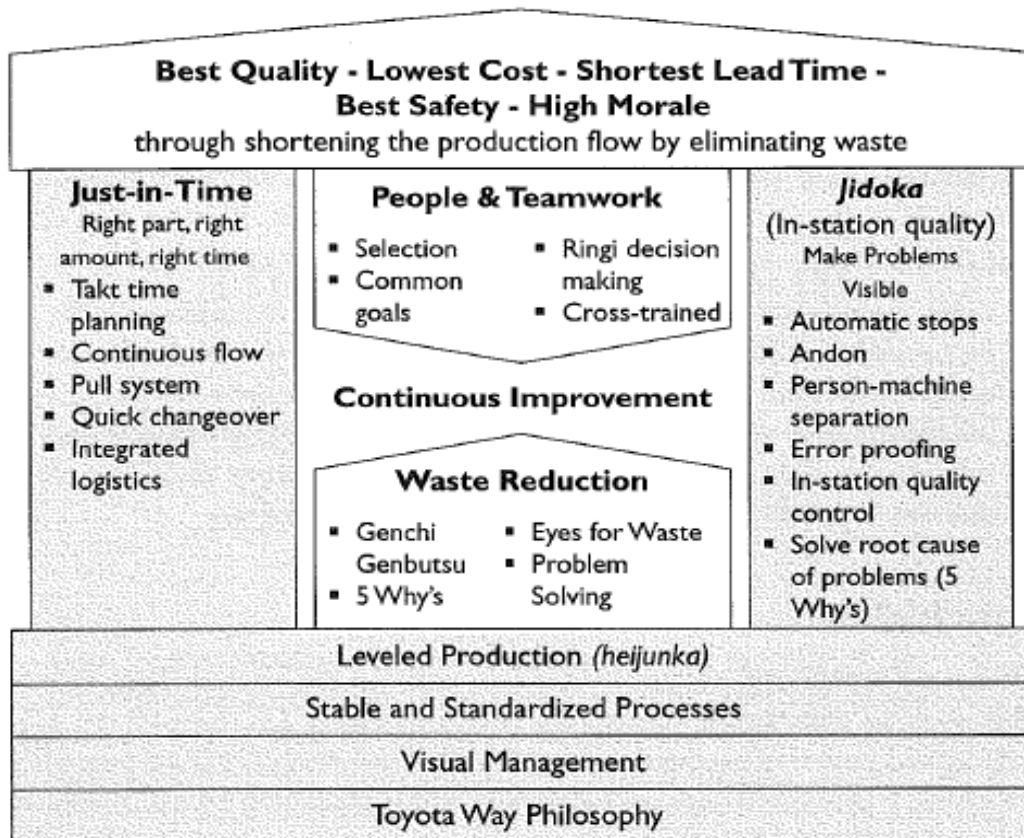 Best Quality - Lowest Cost - Shortest Lead Time -
Best Safety - High Morale
through shortening the production flow by eliminating waste
Just-in-Time
Right part, right
amount, right time
▪ Takt time
planning
▪ Continuous flow
▪ Pull system
▪ Quick changeover
▪ Integrated
logistics
People & Teamwork
▪ Selection
▪ Common
goals
▪ Ringi decision
making
▪ Cross-trained
Continuous Improvement
Waste Reduction
▪ Genchi
Genbutsu
▪ 5 Why's
▪ Eyes for Waste
▪ Problem
Solving
Jidoka
(In-station quality)
Make Problems
Visible
▪ Automatic stops
▪ Andon
▪ Person-machine
separation
▪ Error proofing
▪ In-station quality
control
▪ Solve root cause
of problems (5
Why's)
Leveled Production (heijunka)
Stable and Standardized Processes
Visual Management
Toyota Way Philosophy